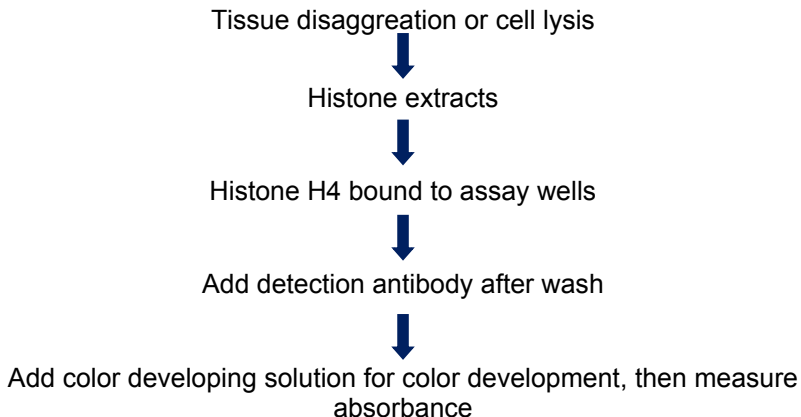 Tissue disaggreation or cell lysis
Histone extracts
Histone H4 bound to assay wells
Add detection antibody after wash
Add color developing solution for color development, then measure
absorbance